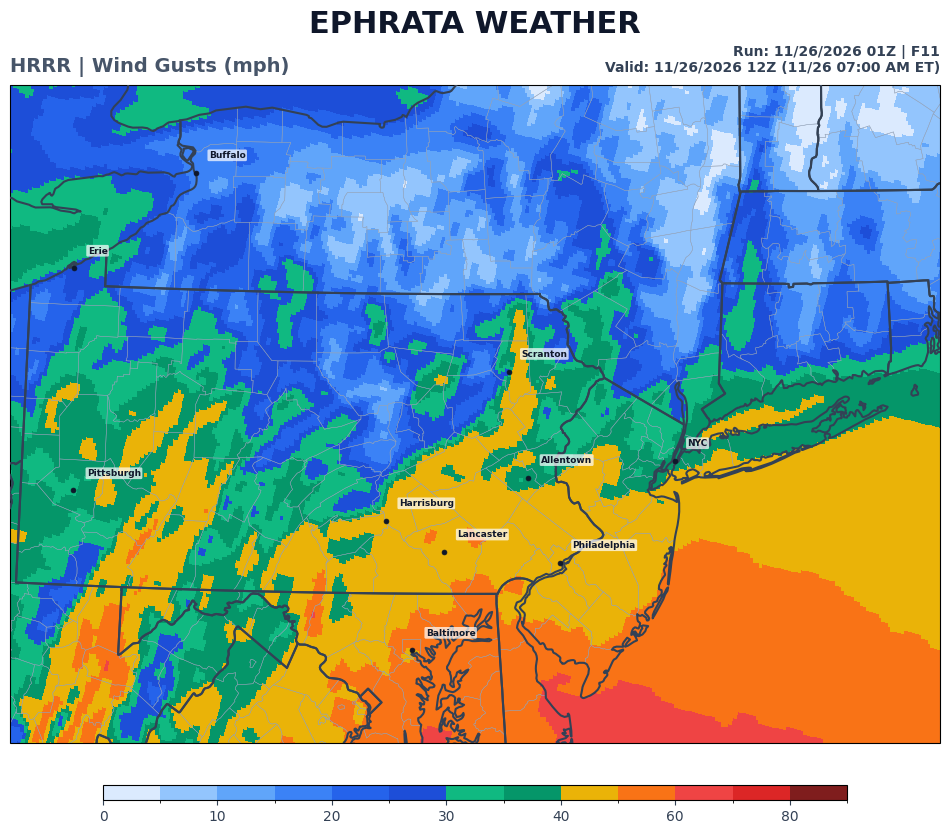 EPHRATA WEATHER
Run: 11/26/2026 01Z | F11
HRRR | Wind Gusts (mph)
Valid: 11/26/2026 12Z (11/26 07:00 AM ET)
Buffalo
Erie
Scranton
NYC
Allentown
Pittsburgh
Harrisburg
Lancaster
Philadelphia
Baltimore
0 10 20 30 40 50 60 70 80